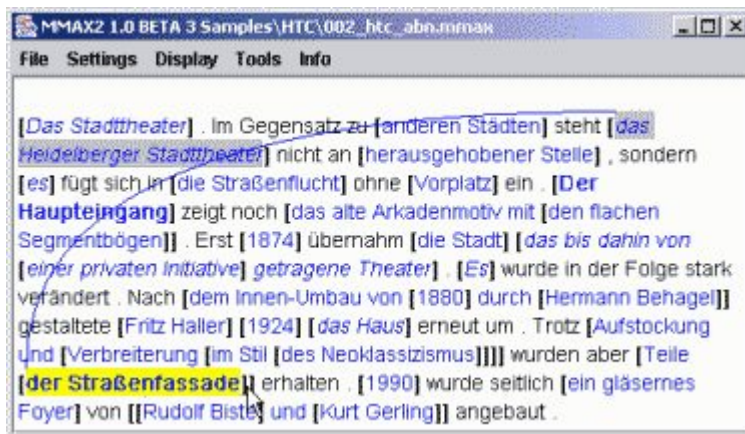 MMAX2 1.0 BETA 3 Samples\HTC\002_htc_abn.mmax
File Settings Display Tools Info
[Das Stadttheater] . Im Gegensatz zu [anderen Städten] steht [das
Heidelberger Stadttheater] nicht an [herausgehobener Stelle] , sondern
[es] fügt sich in [die Straßenflucht] ohne [Vorplatz] ein . [Der
Haupteingang] zeigt noch [das alte Arkadenmotiv mit [den flachen
Segmentbögen]] . Erst [1874] übernahm [die Stadt] [das bis dahin von
[einer privaten Initiative] getragene Theater] . [Es] wurde in der Folge stark
verändert . Nach [dem Innen-Umbau von [1880] durch [Hermann Behagel]]
gestaltete [Fritz Haller] [1924] [das Haus] erneut um . Trotz [Aufstockung
und [Verbreiterung [im Stil [des Neoklassizismus]]]] wurden aber [Teile
[der Straßenfassade]] erhalten . [1990] wurde seitlich [ein gläsernes
Foyer] von [[Rudolf Biste] und [Kurt Gerling]] angebaut .